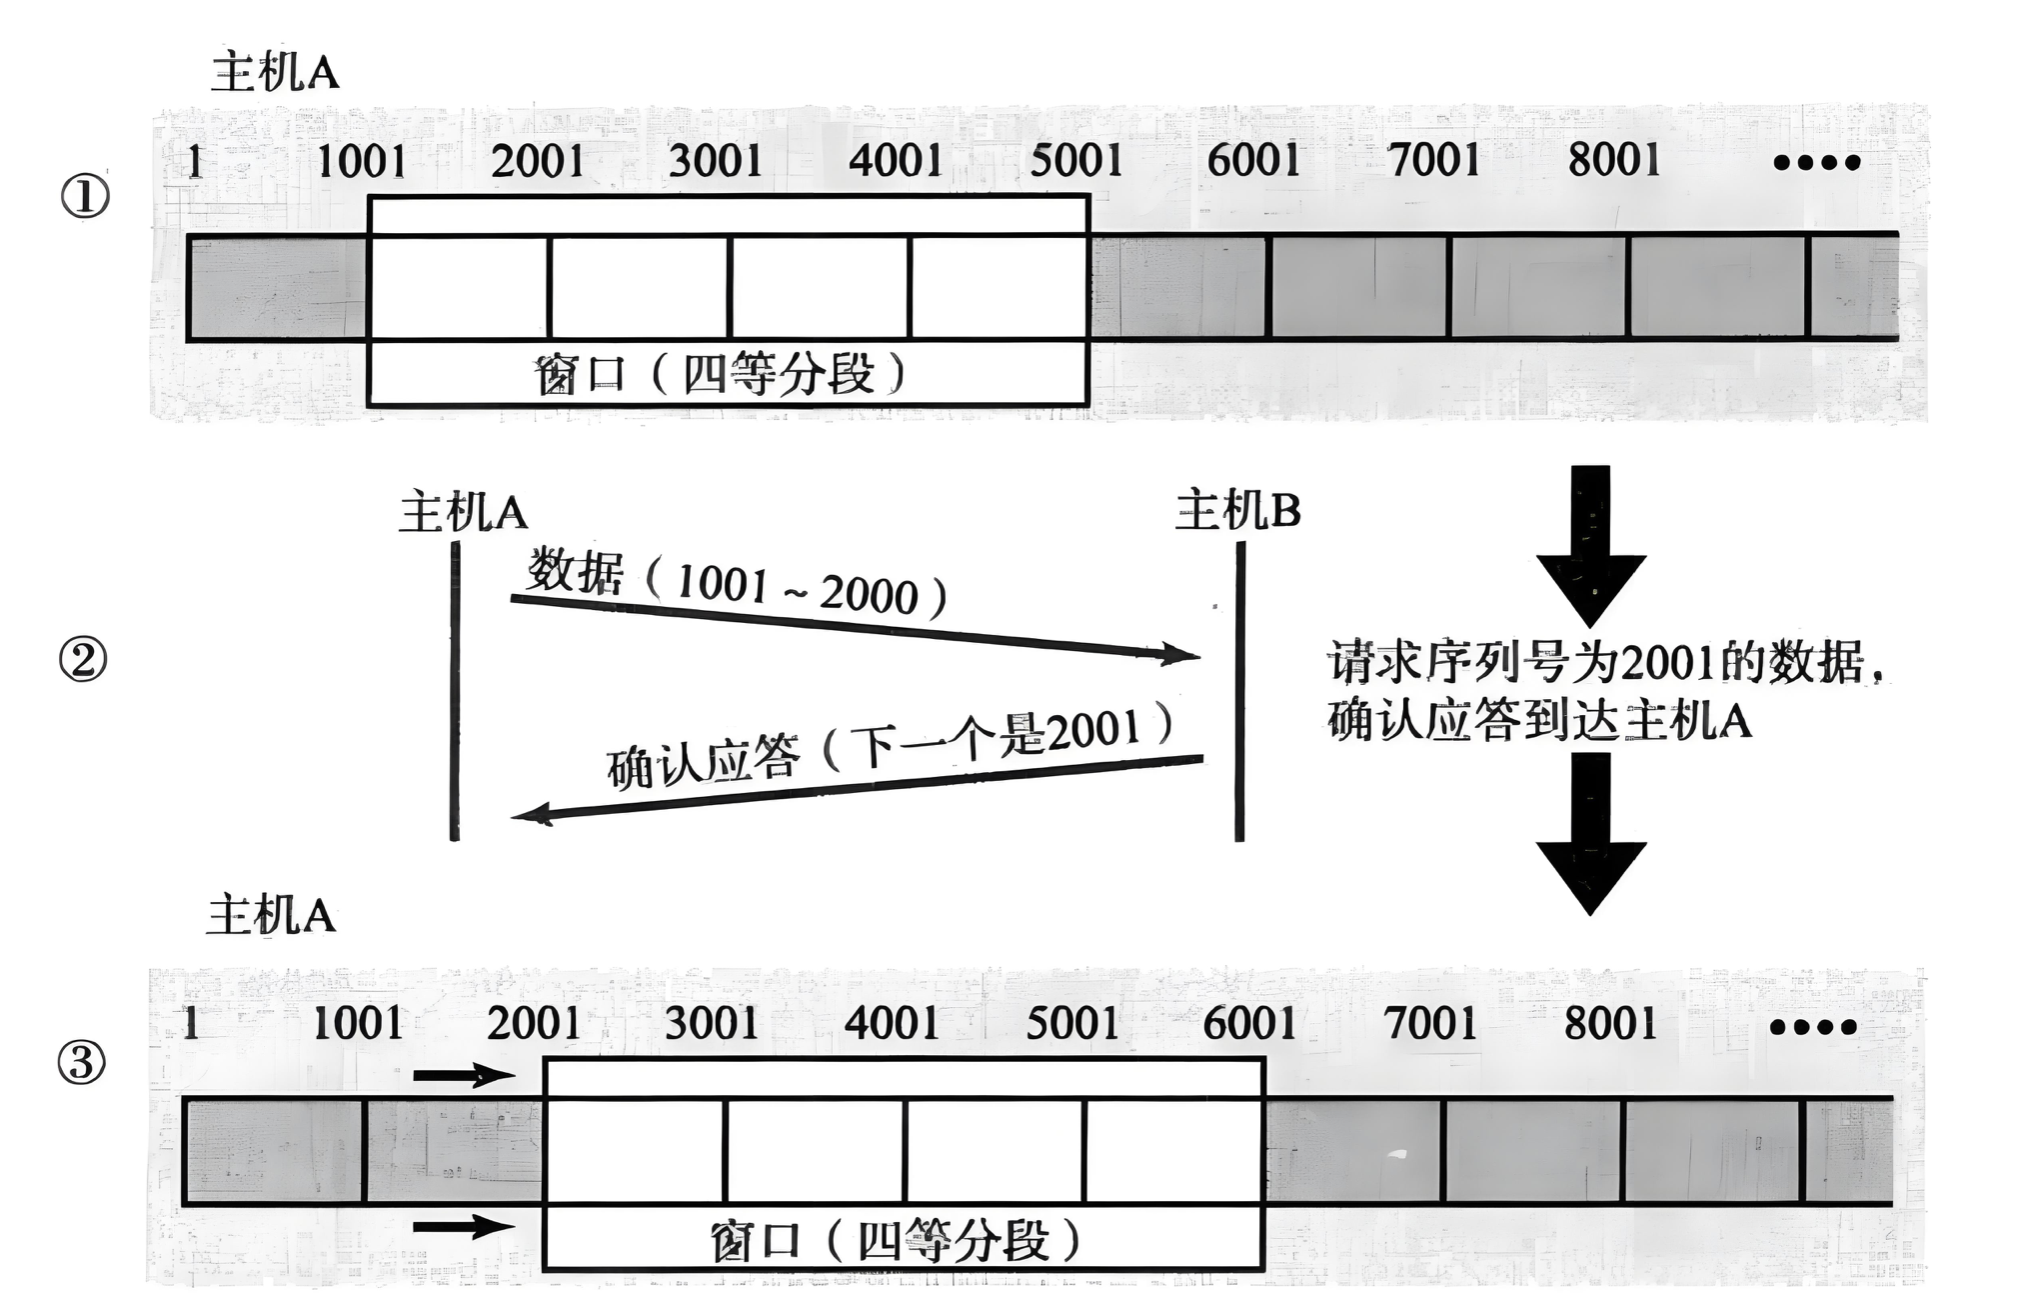 主机A
① 1 1001 2001 3001 4001 5001 6001 7001 8001 ••••
窗口（四等分段）
主机A 主机B
数据（1001～2000）
②
请求序列号为2001的数据，
确认应答到达主机A
确认应答（下一个是2001）
主机A
③ 1 1001 2001 3001 4001 5001 6001 7001 8001 ••••
窗口（四等分段）